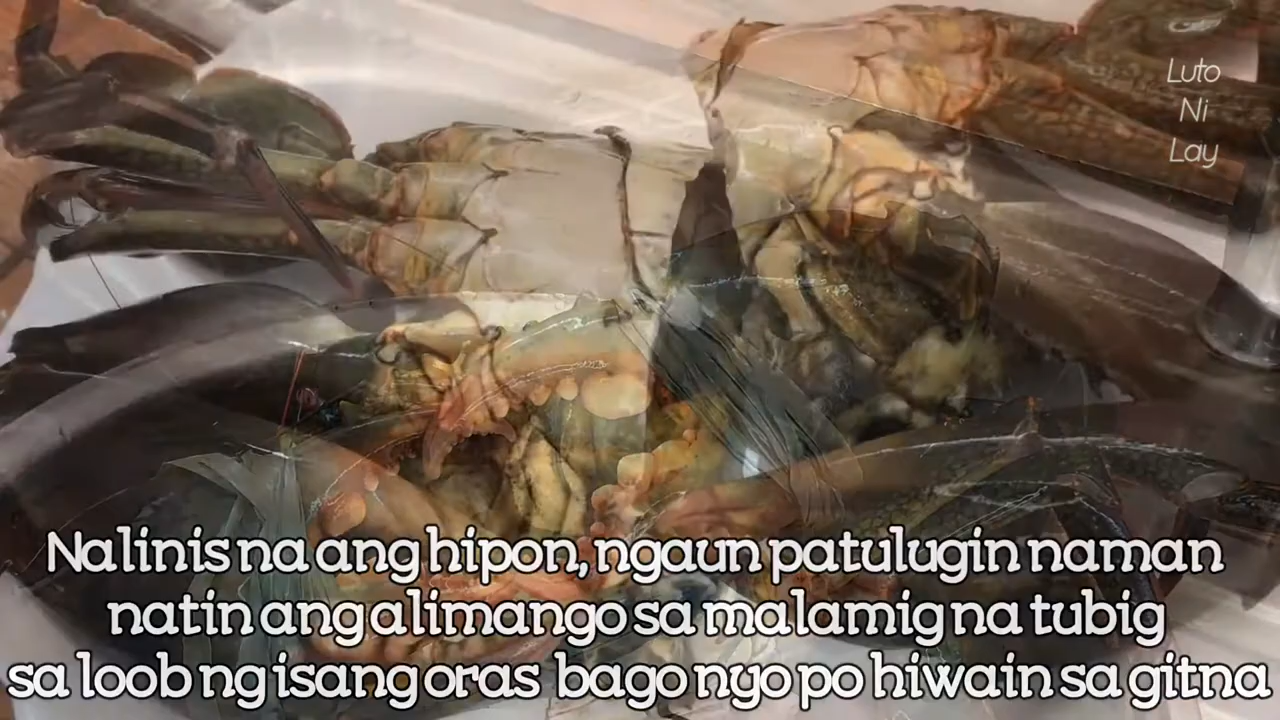 Luto
Ni
Lay
Nalinis na ang hipon, ngaun patulugin naman
natin ang alimango sa malamig na tubig
sa loob ng isang oras bago nyo po hiwain sa gitna